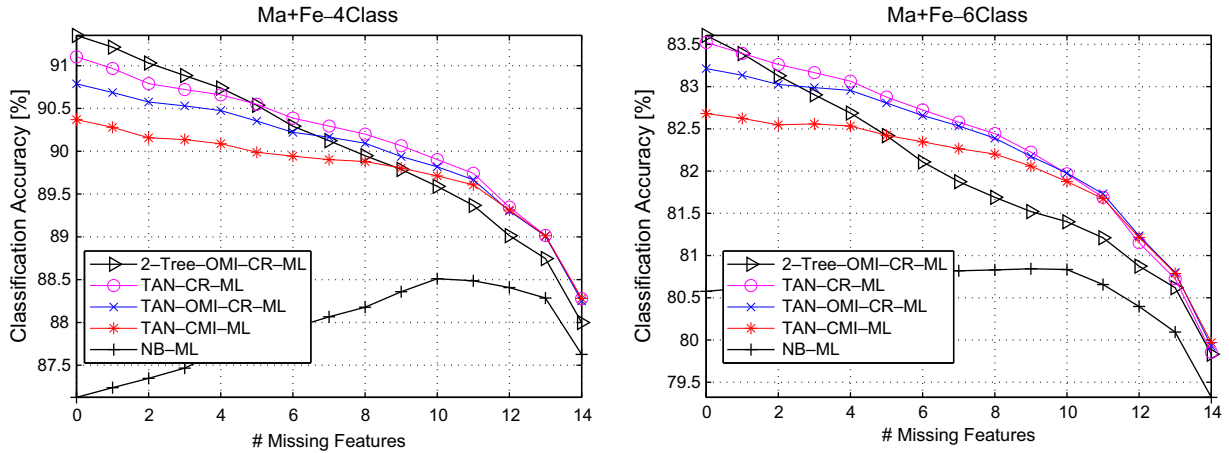 Ma+Fe–4Class
Classification Accuracy [%]
91
90.5
90
89.5
89
88.5
88
87.5
2–Tree–OMI–CR–ML
TAN–CR–ML
TAN–OMI–CR–ML
TAN–CMI–ML
NB–ML
0 2 4 6 8 10 12 14
# Missing Features
Ma+Fe–6Class
Classification Accuracy [%]
83.5
83
82.5
82
81.5
81
80.5
80
79.5
2–Tree–OMI–CR–ML
TAN–CR–ML
TAN–OMI–CR–ML
TAN–CMI–ML
NB–ML
0 2 4 6 8 10 12 14
# Missing Features